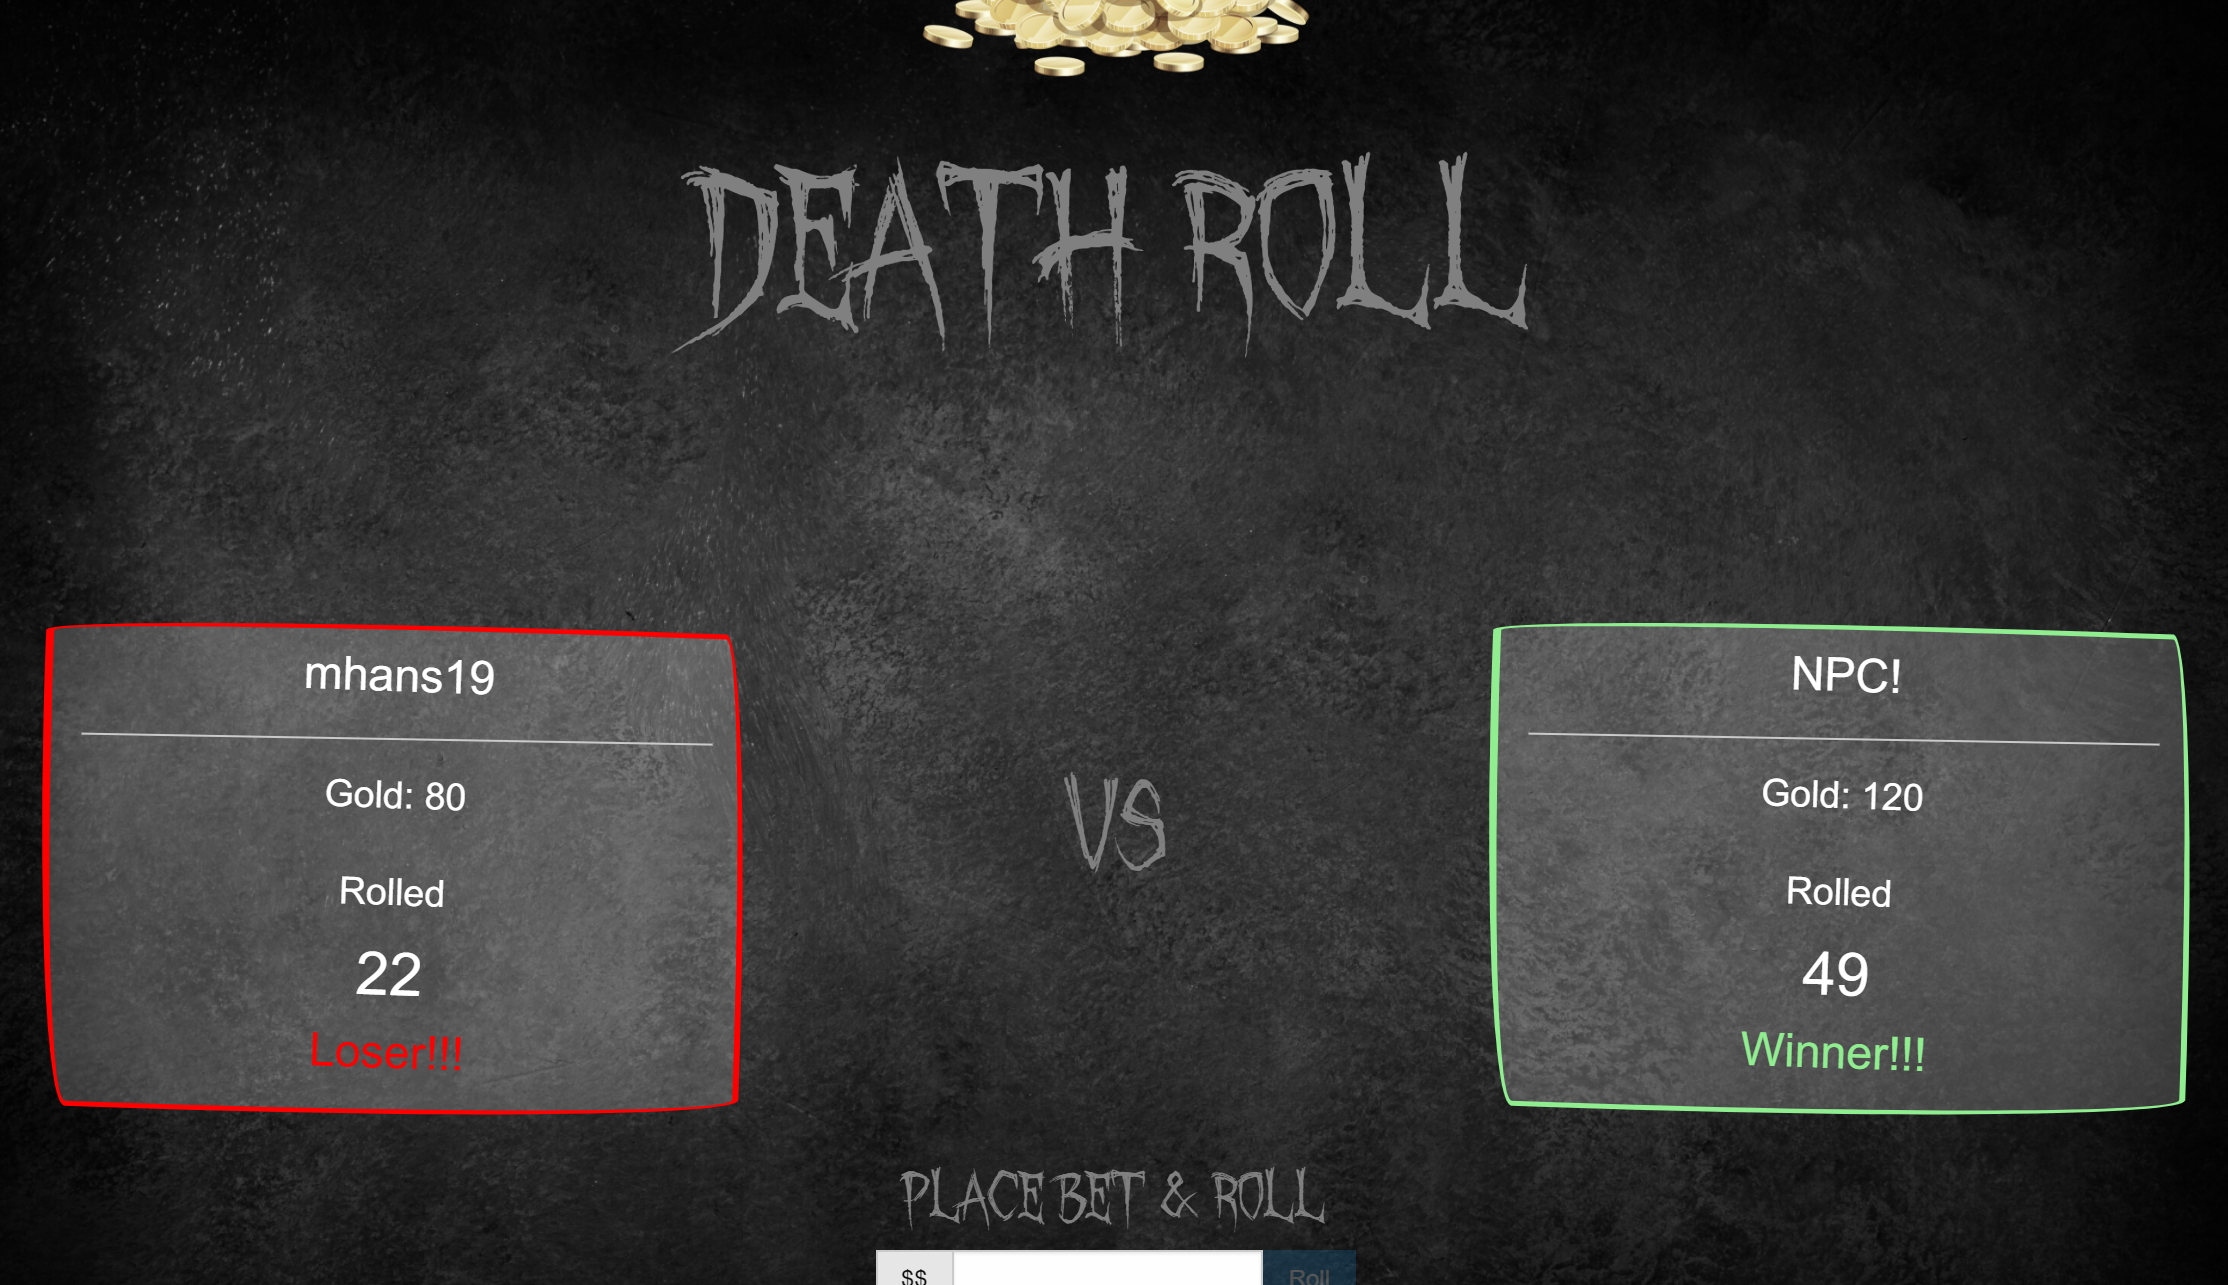 DEATH ROLL
mhans19
Gold: 80
Rolled
22
Loser!!!
VS
NPC!
Gold: 120
Rolled
49
Winner!!!
PLACE BET & ROLL
$$
Roll